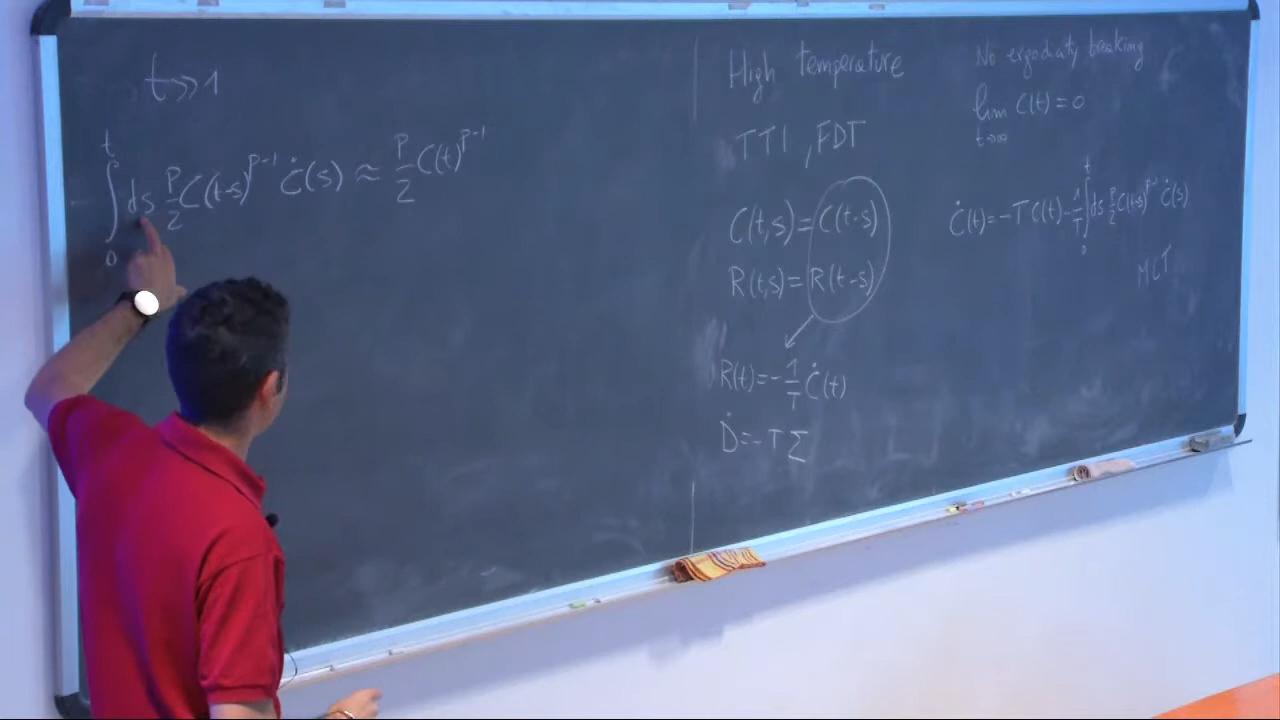 t >> 1
∫₀ᵗ ds p/2 C(t-s)^{p-1} Ċ(s) ≈ p/2 C(t)^{p-1}
High temperature
TTI, FDT
C(t,s) = C(t-s)
R(t,s) = R(t-s)
R(t) = -1/T Ċ(t)
Ḋ = -T Σ
No ergodicity breaking
lim C(t) = 0
t→∞
Ċ(t) = -T C(t) - 1/T ∫₀ᵗ ds p/2 C(t-s)^{p-1} Ċ(s)
MCT